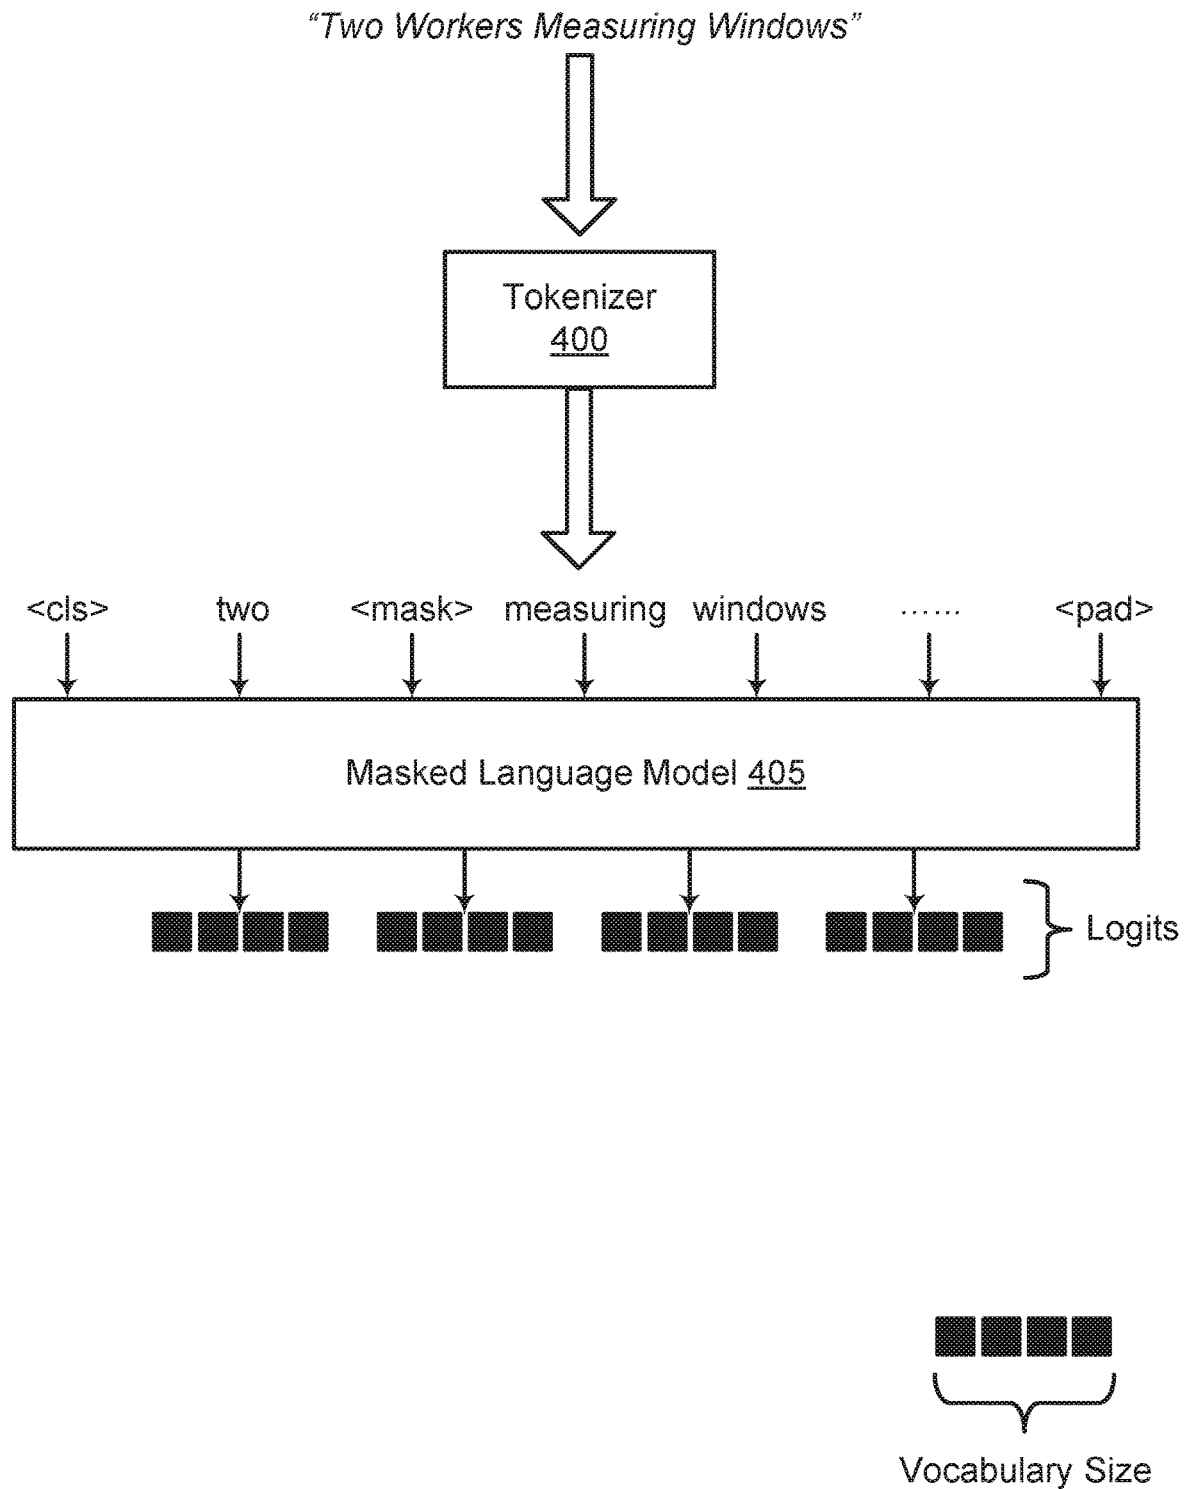 “Two Workers Measuring Windows”
Tokenizer
400
<cls> two <mask> measuring windows ...... <pad>
Masked Language Model 405
Logits
Vocabulary Size